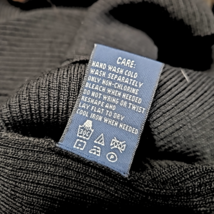 CARE:
HAND WASH COLD
WASH SEPARATELY
ONLY NON-CHLORINE
BLEACH WHEN NEEDED
DO NOT WRING OR TWIST
RESHAPE AND
LAY FLAT TO DRY
COOL IRON WHEN NEEDED